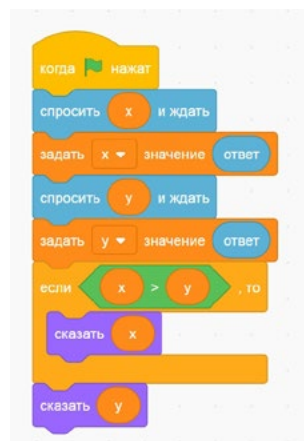 когда нажат
спросить x и ждать
задать x значение ответ
спросить y и ждать
задать y значение ответ
если x > y , то
сказать x
сказать y